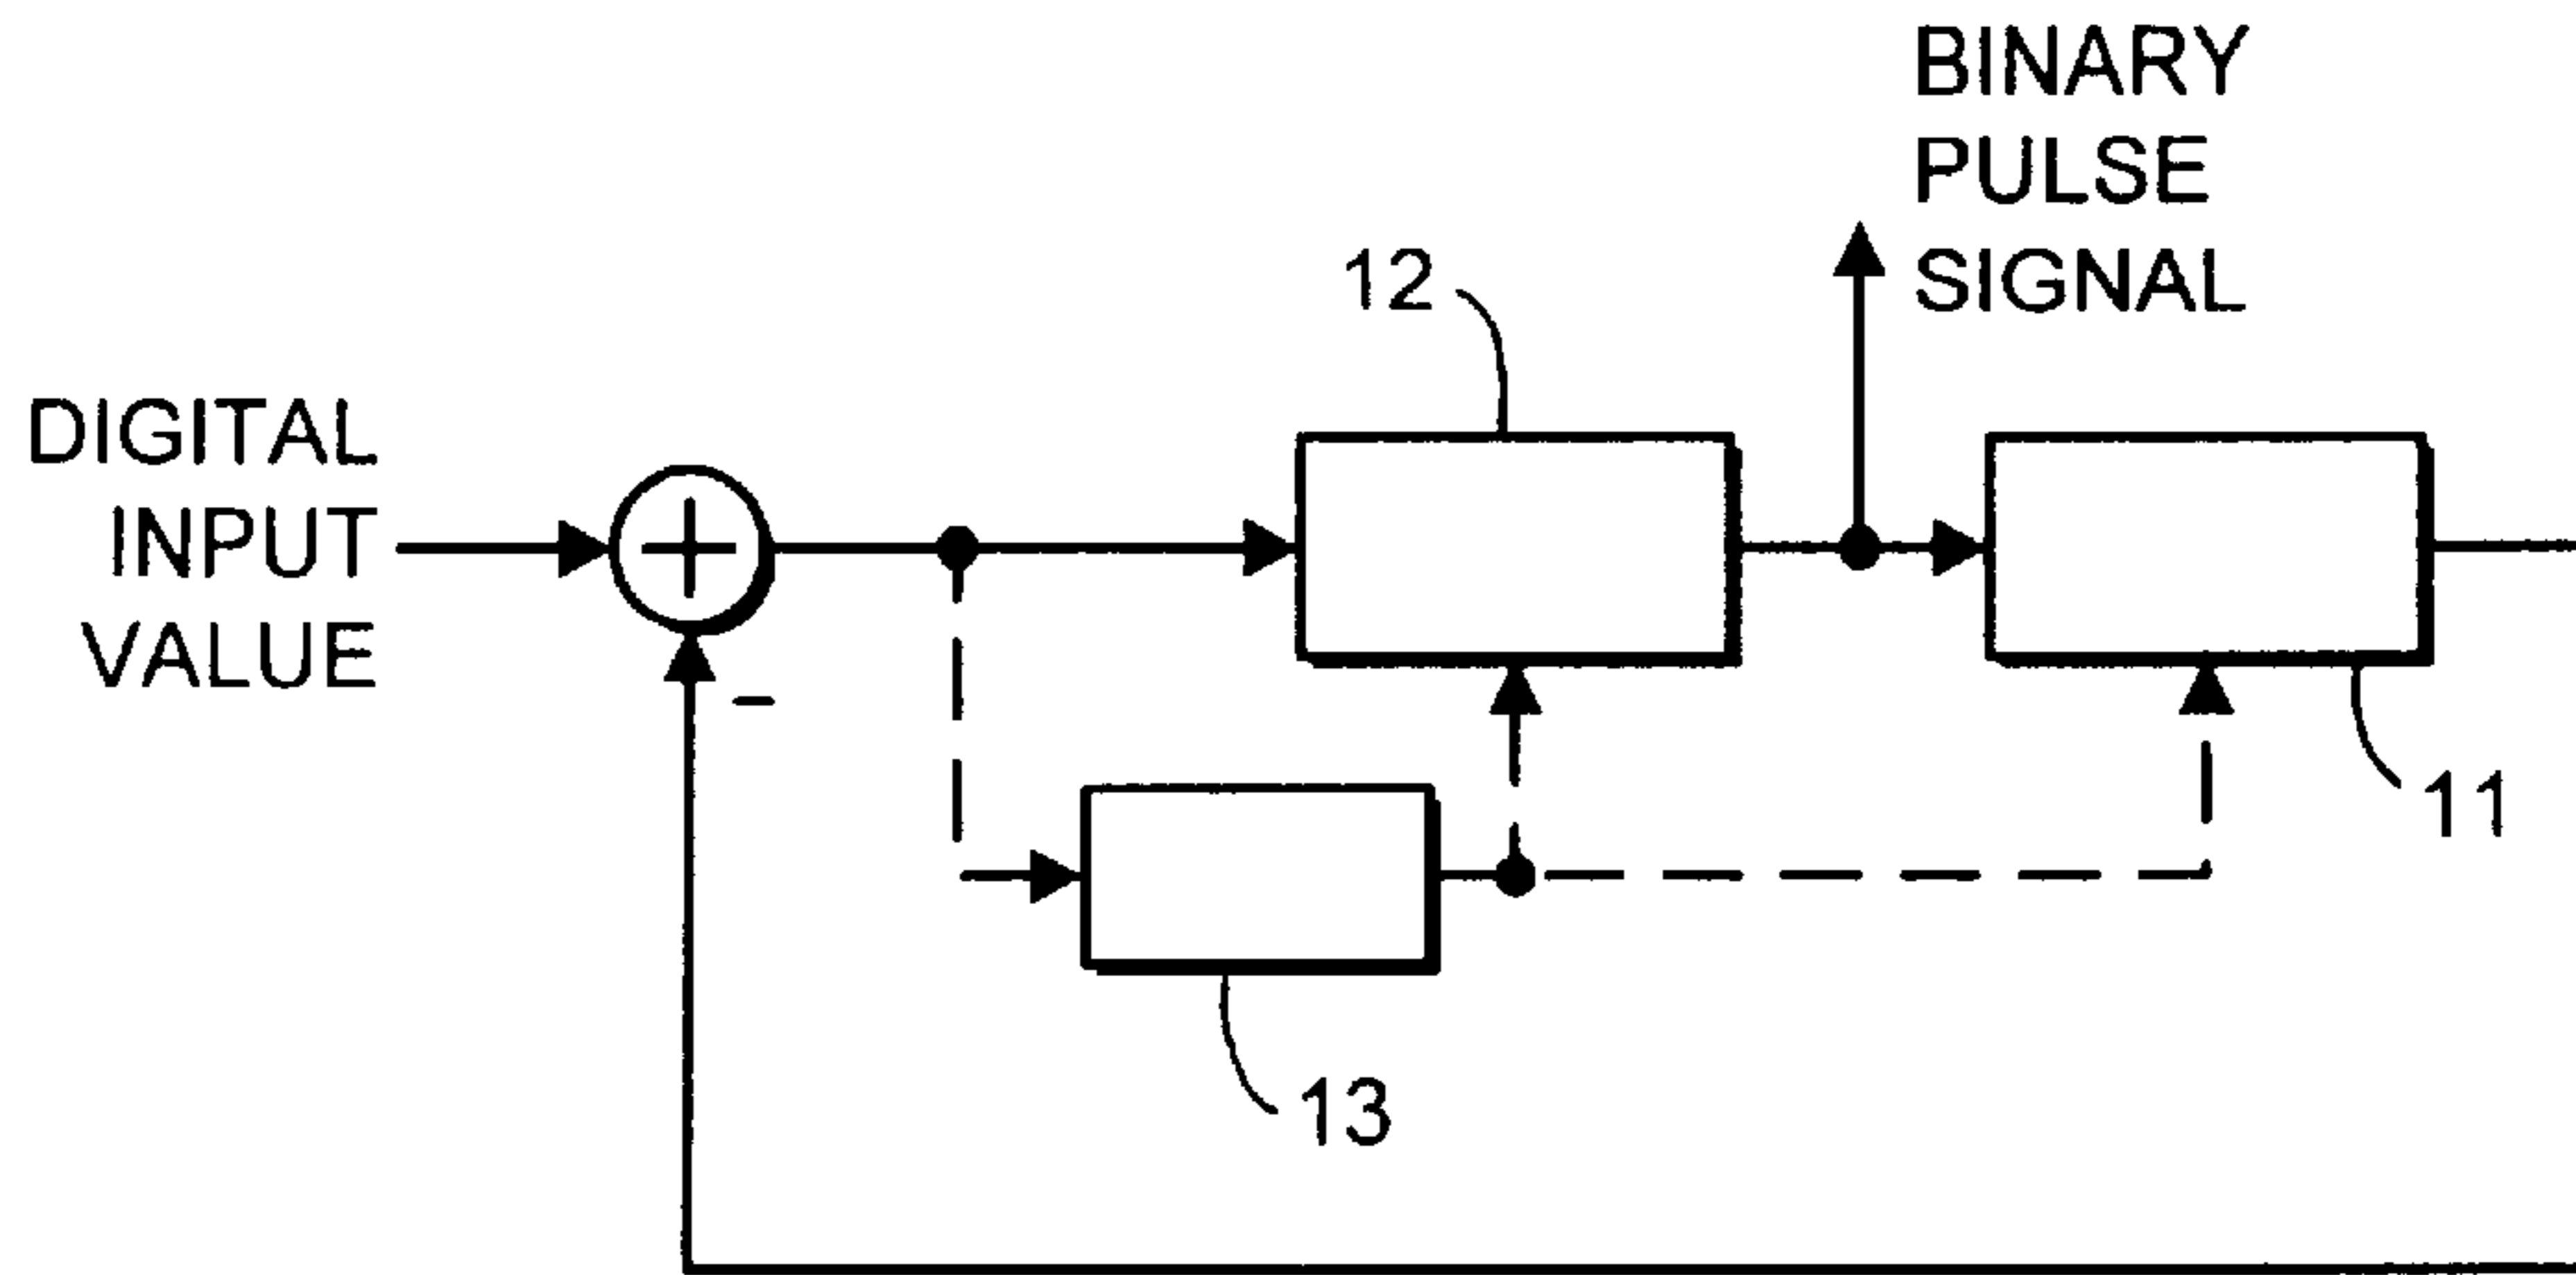 BINARY
PULSE
SIGNAL
12
DIGITAL
INPUT
VALUE
+
-
11
13